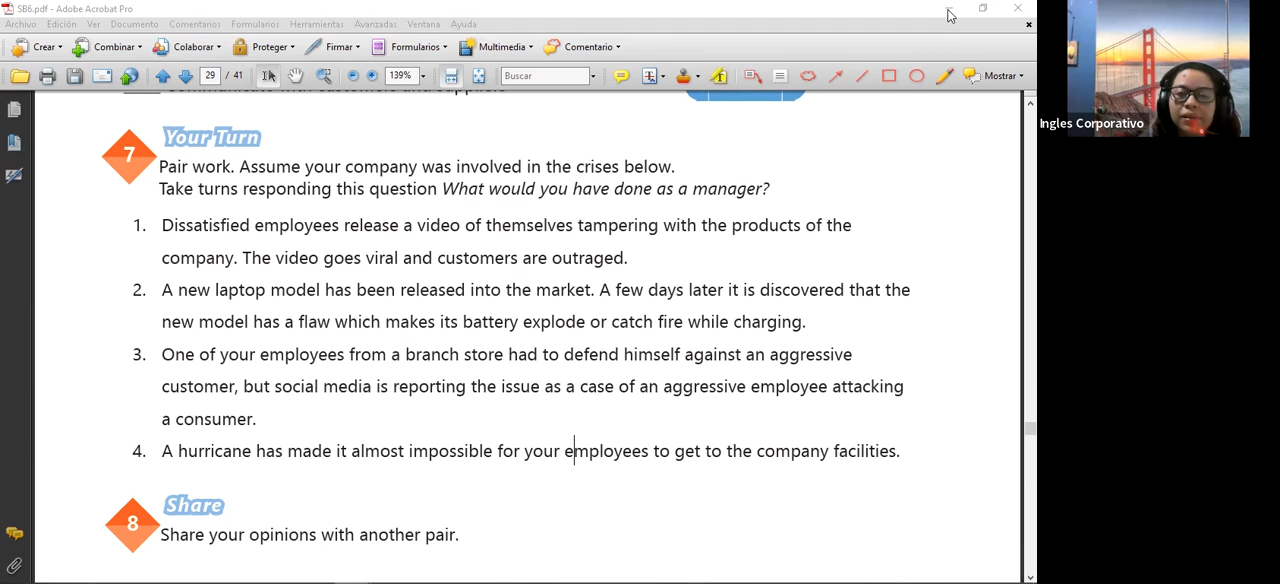 SB6.pdf - Adobe Acrobat Pro
Archivo Edición Ver Documento Comentarios Formularios Herramientas Avanzadas Ventana Ayuda
Crear Combinar Colaborar Proteger Firmar Formularios Multimedia Comentario
29 / 41 139% Buscar Mostrar
Communicate with customers and suppliers
7 Your Turn
Pair work. Assume your company was involved in the crises below.
Take turns responding this question What would you have done as a manager?
1. Dissatisfied employees release a video of themselves tampering with the products of the
company. The video goes viral and customers are outraged.
2. A new laptop model has been released into the market. A few days later it is discovered that the
new model has a flaw which makes its battery explode or catch fire while charging.
3. One of your employees from a branch store had to defend himself against an aggressive
customer, but social media is reporting the issue as a case of an aggressive employee attacking
a consumer.
4. A hurricane has made it almost impossible for your employees to get to the company facilities.
8 Share
Share your opinions with another pair.
Ingles Corporativo